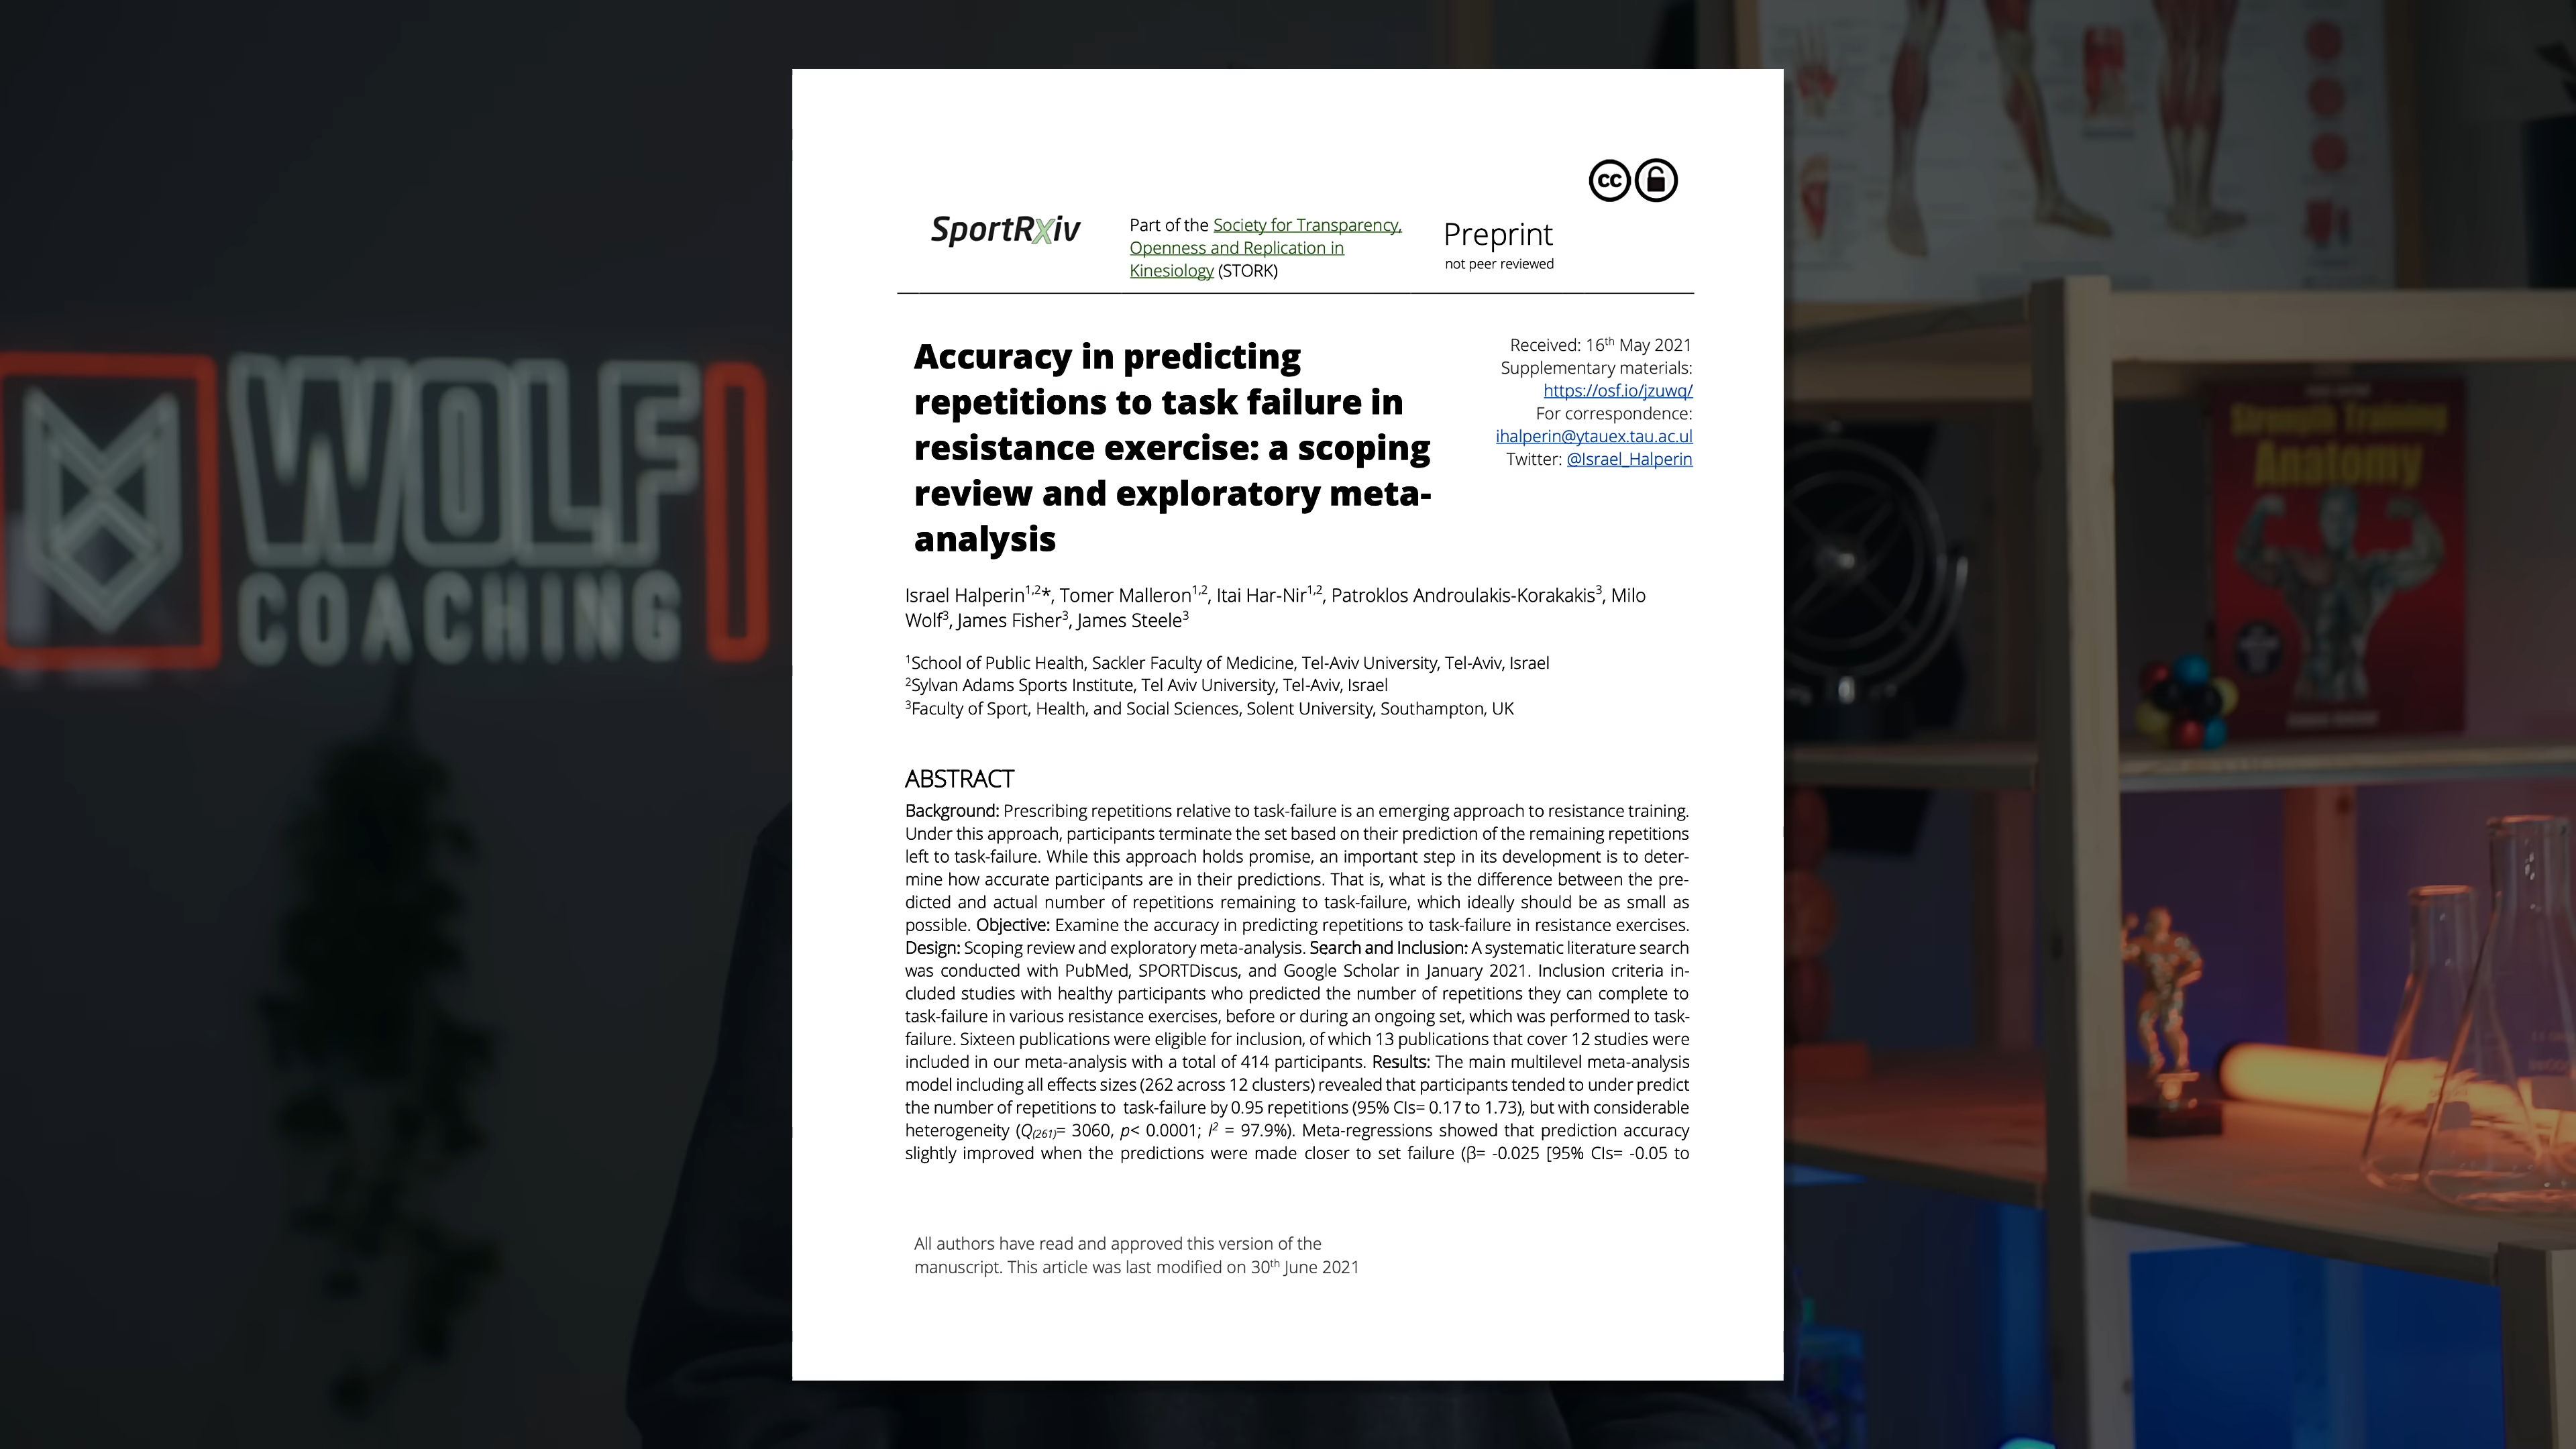 WOLF
COACHING
Strength Training
Anatomy
SportRXiv
Part of the Society for Transparency,
Openness and Replication in
Kinesiology (STORK)
Preprint
not peer reviewed
cc
Accuracy in predicting
repetitions to task failure in
resistance exercise: a scoping
review and exploratory meta-
analysis
Received: 16th May 2021
Supplementary materials:
https://osf.io/jzuwq/
For correspondence:
ihalperin@ytauex.tau.ac.ul
Twitter: @Israel_Halperin
Israel Halperin1,2*, Tomer Malleron1,2, Itai Har-Nir1,2, Patroklos Androulakis-Korakakis3, Milo
Wolf3, James Fisher3, James Steele3
1School of Public Health, Sackler Faculty of Medicine, Tel-Aviv University, Tel-Aviv, Israel
2Sylvan Adams Sports Institute, Tel Aviv University, Tel-Aviv, Israel
3Faculty of Sport, Health, and Social Sciences, Solent University, Southampton, UK
ABSTRACT
Background: Prescribing repetitions relative to task-failure is an emerging approach to resistance training.
Under this approach, participants terminate the set based on their prediction of the remaining repetitions
left to task-failure. While this approach holds promise, an important step in its development is to deter-
mine how accurate participants are in their predictions. That is, what is the difference between the pre-
dicted and actual number of repetitions remaining to task-failure, which ideally should be as small as
possible. Objective: Examine the accuracy in predicting repetitions to task-failure in resistance exercises.
Design: Scoping review and exploratory meta-analysis. Search and Inclusion: A systematic literature search
was conducted with PubMed, SPORTDiscus, and Google Scholar in January 2021. Inclusion criteria in-
cluded studies with healthy participants who predicted the number of repetitions they can complete to
task-failure in various resistance exercises, before or during an ongoing set, which was performed to task-
failure. Sixteen publications were eligible for inclusion, of which 13 publications that cover 12 studies were
included in our meta-analysis with a total of 414 participants. Results: The main multilevel meta-analysis
model including all effects sizes (262 across 12 clusters) revealed that participants tended to under predict
the number of repetitions to task-failure by 0.95 repetitions (95% CIs= 0.17 to 1.73), but with considerable
heterogeneity (Q(261)= 3060, p< 0.0001; I2 = 97.9%). Meta-regressions showed that prediction accuracy
slightly improved when the predictions were made closer to set failure (β= -0.025 [95% CIs= -0.05 to
All authors have read and approved this version of the
manuscript. This article was last modified on 30th June 2021